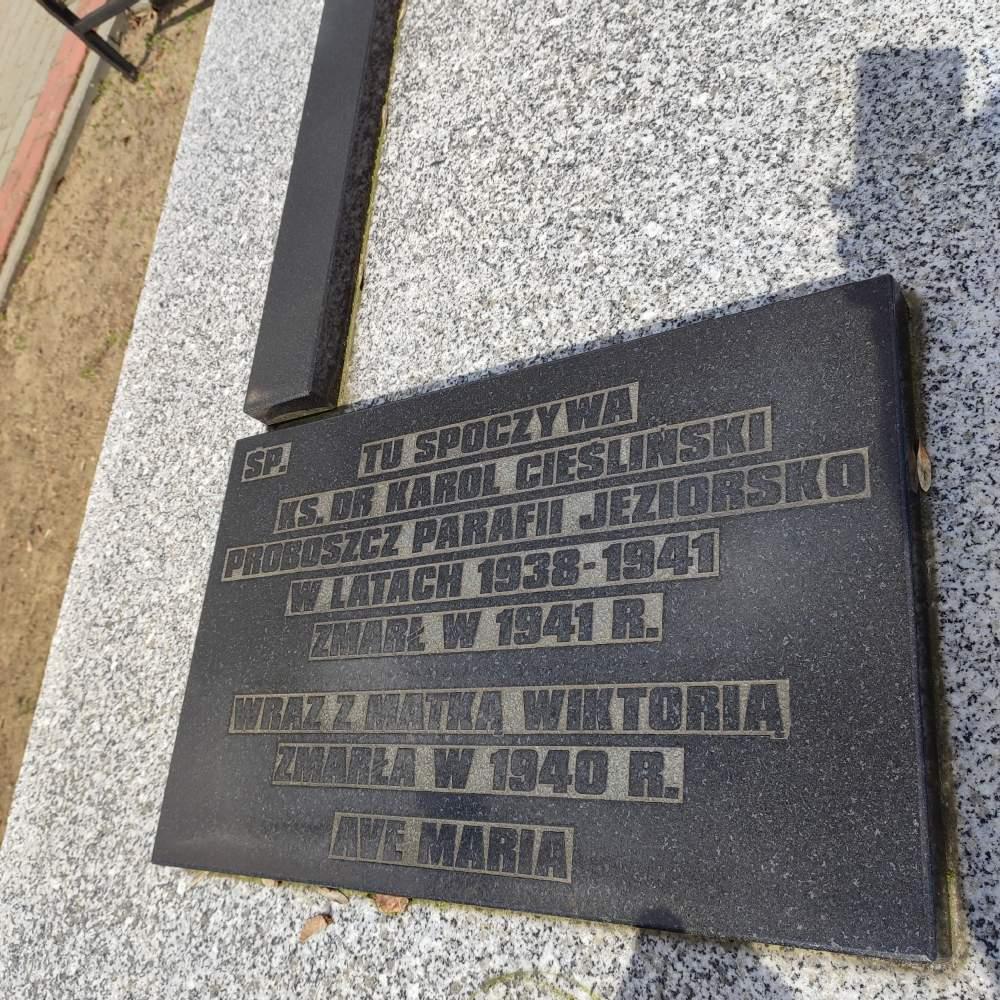 ŚP.
TU SPOCZYWA
KS. DR KAROL CIEŚLIŃSKI
PROBOSZCZ PARAFII JEZIORSKO
W LATACH 1938-1941
ZMARŁ W 1941 R.
WRAZ Z MATKĄ WIKTORIĄ
ZMARŁA W 1940 R.
AVE MARIA